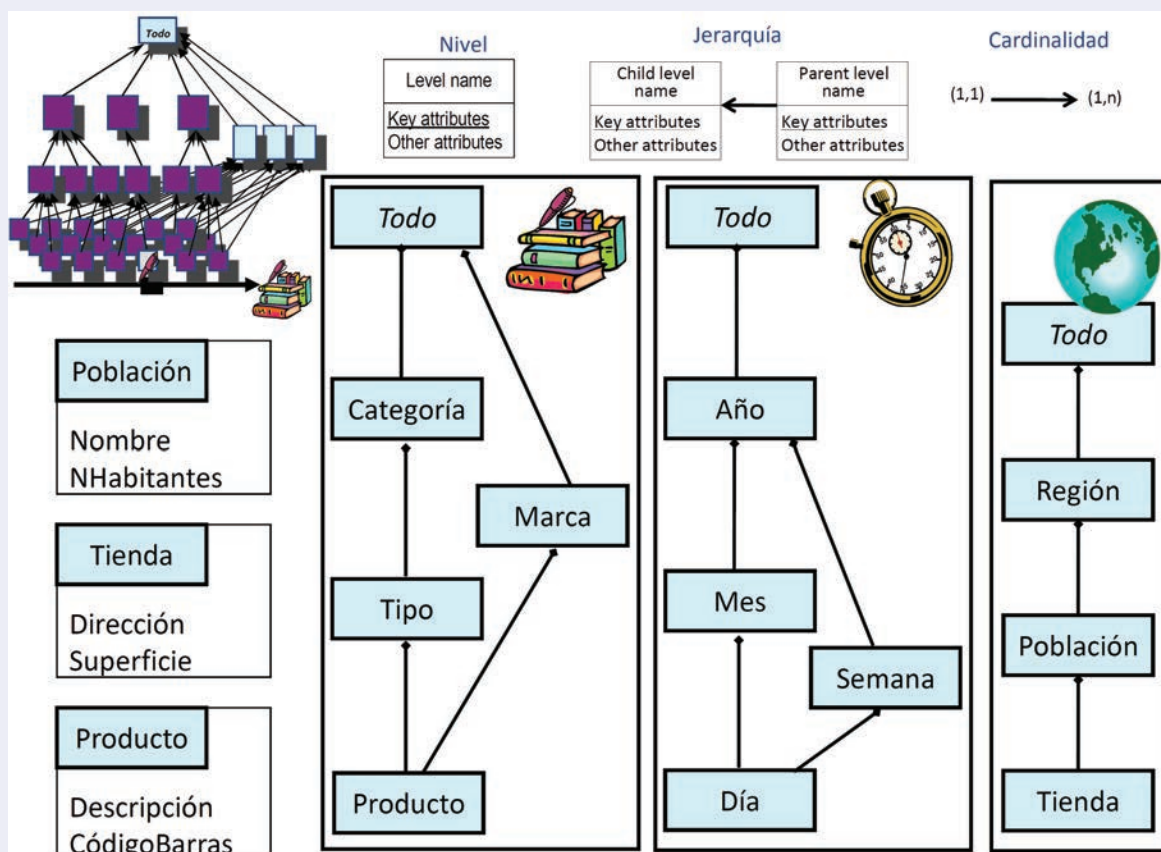 Todo
Nivel
Level name
Key attributes
Other attributes
Jerarquía
Child level
name
Key attributes
Other attributes
Parent level
name
Key attributes
Other attributes
Cardinalidad
(1,1)
(1,n)
Población
Nombre
NHabitantes
Tienda
Dirección
Superficie
Producto
Descripción
CódigoBarras
Todo
Categoría
Marca
Tipo
Producto
Todo
Año
Mes
Semana
Día
Todo
Región
Población
Tienda